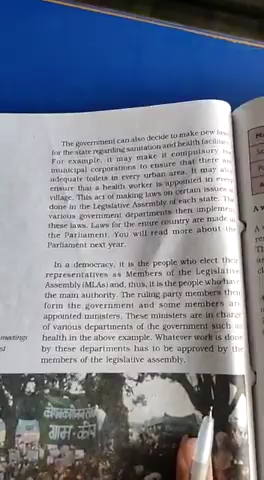 The government can also decide to make new laws
for the state regarding sanitation and health facilities.
For example, it may make it compulsory for
municipal corporations to ensure that there are
adequate toilets in every urban area. It may also
ensure that a health worker is appointed in every
village. This act of making laws on certain issues is
done in the Legislative Assembly of each state. The
various government departments then implement
these laws. Laws for the entire country are made in
the Parliament. You will read more about the
Parliament next year.
In a democracy, it is the people who elect their
representatives as Members of the Legislative
Assembly (MLAs) and, thus, it is the people who have
the main authority. The ruling party members then
form the government and some members are
appointed ministers. These ministers are in charge
of various departments of the government such as
health in the above example. Whatever work is done
by these departments has to be approved by the
members of the legislative assembly.
meetings